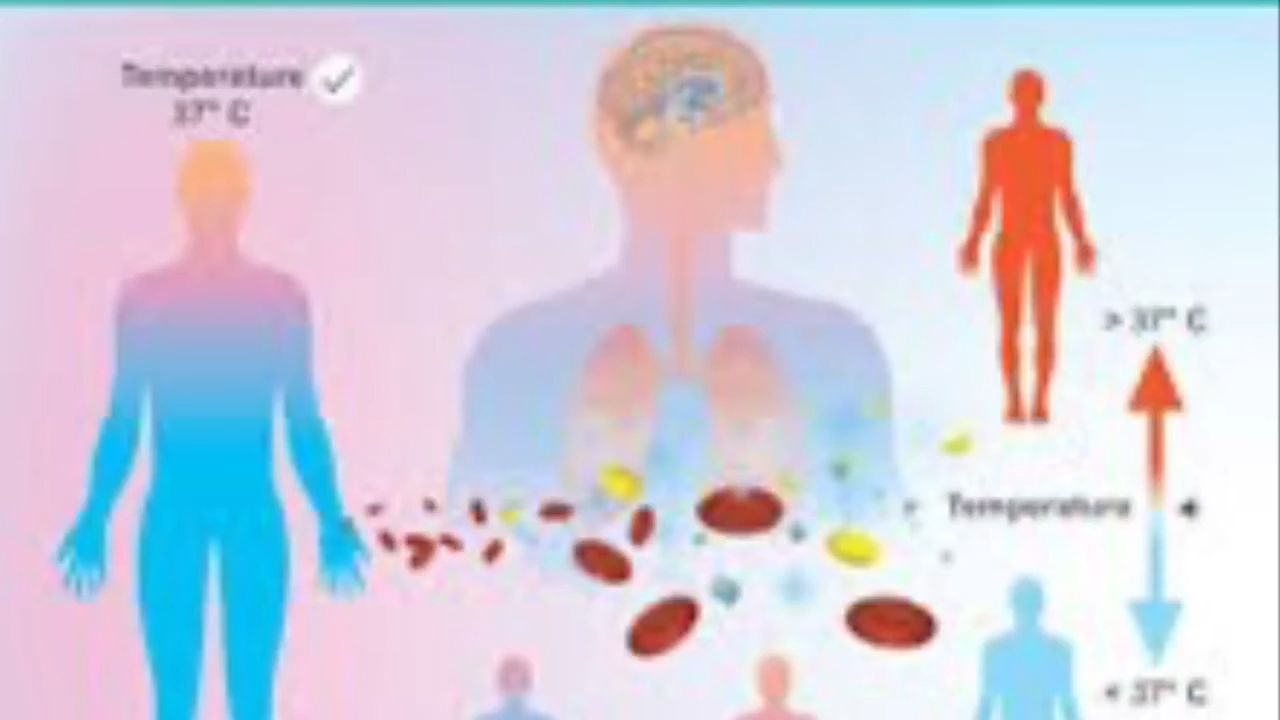 Temperature
37° C
> 37° C
Temperature
< 37° C